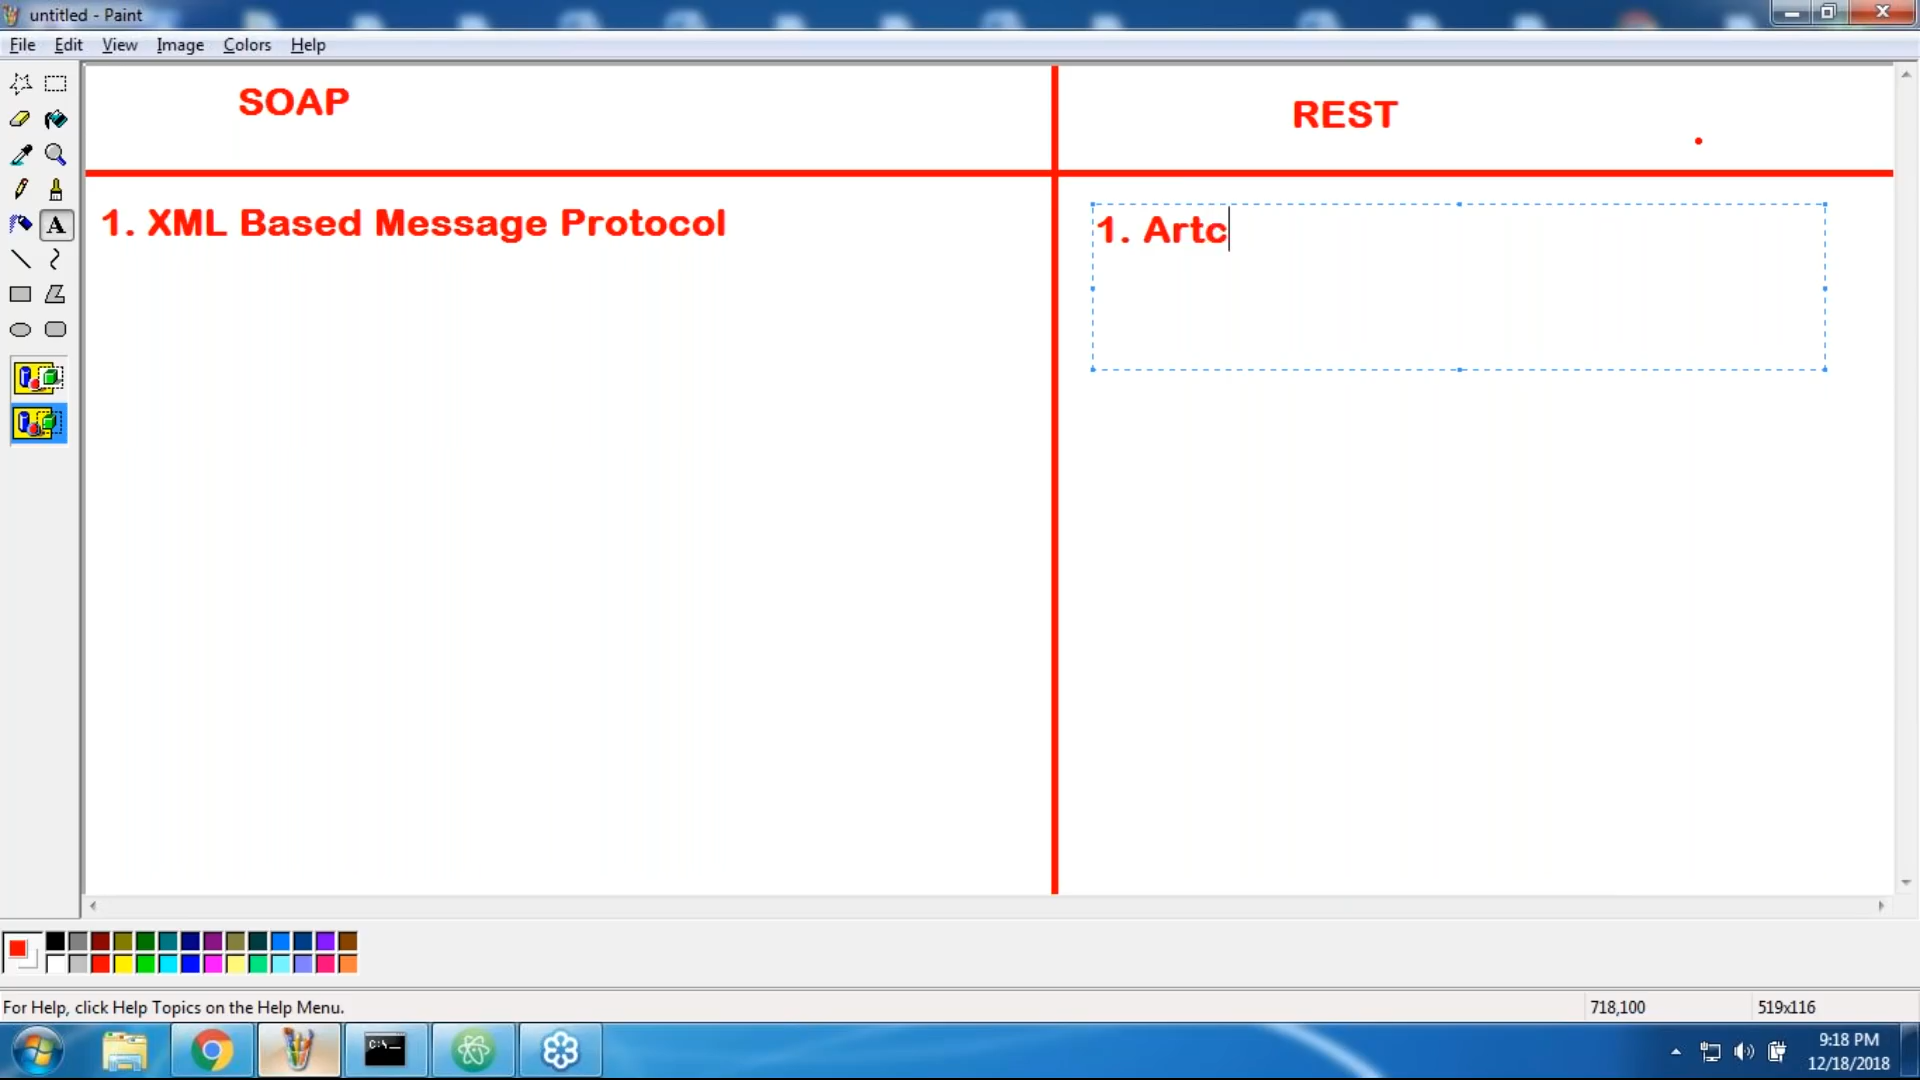 untitled - Paint
File Edit View Image Colors Help
SOAP
REST
1. XML Based Message Protocol
1. Artc
For Help, click Help Topics on the Help Menu.
718,100
519x116
9:18 PM
12/18/2018